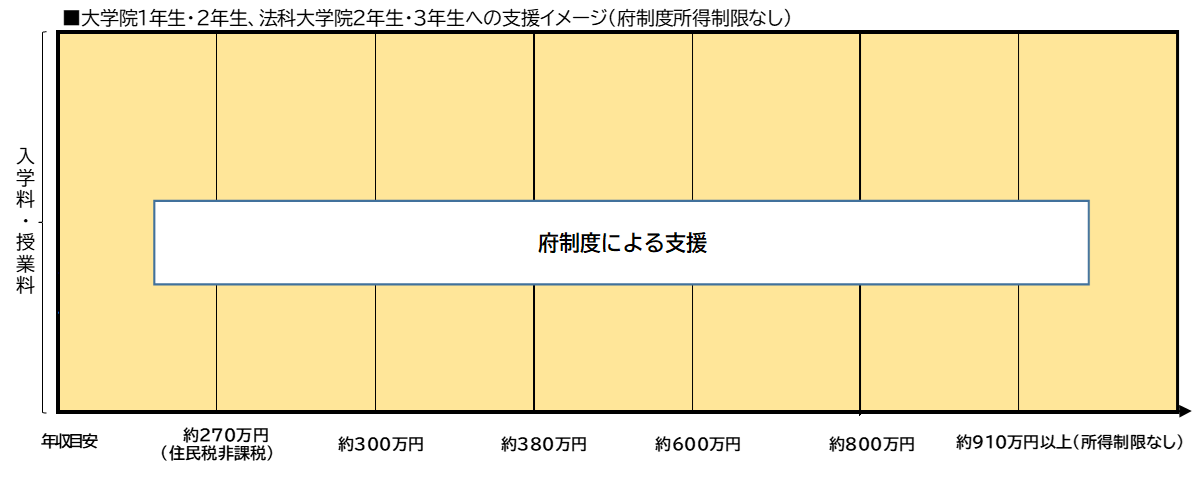 ■大学院1年生・2年生、法科大学院2年生・3年生への支援イメージ（府制度所得制限なし）
入学料・授業料
府制度による支援
年収目安
約270万円
（住民税非課税）
約300万円
約380万円
約600万円
約800万円
約910万円以上（所得制限なし）